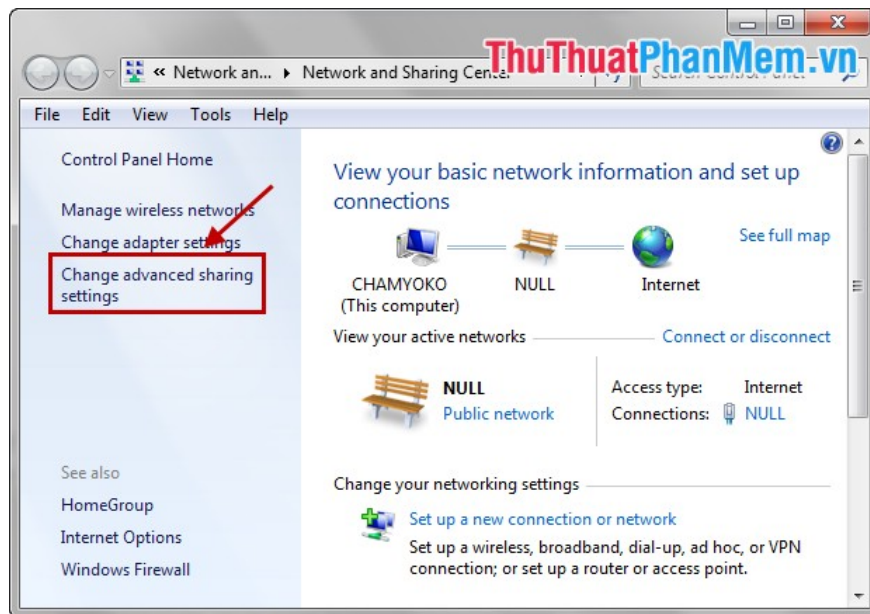 ThuThuatPhanMem.vn
« Network an... ▸ Network and Sharing Center
File Edit View Tools Help
Control Panel Home
Manage wireless networks
Change adapter settings
Change advanced sharing
settings
See also
HomeGroup
Internet Options
Windows Firewall
View your basic network information and set up
connections
See full map
CHAMYOKO
(This computer)
NULL
Internet
View your active networks
Connect or disconnect
NULL
Public network
Access type: Internet
Connections: NULL
Change your networking settings
Set up a new connection or network
Set up a wireless, broadband, dial-up, ad hoc, or VPN
connection; or set up a router or access point.